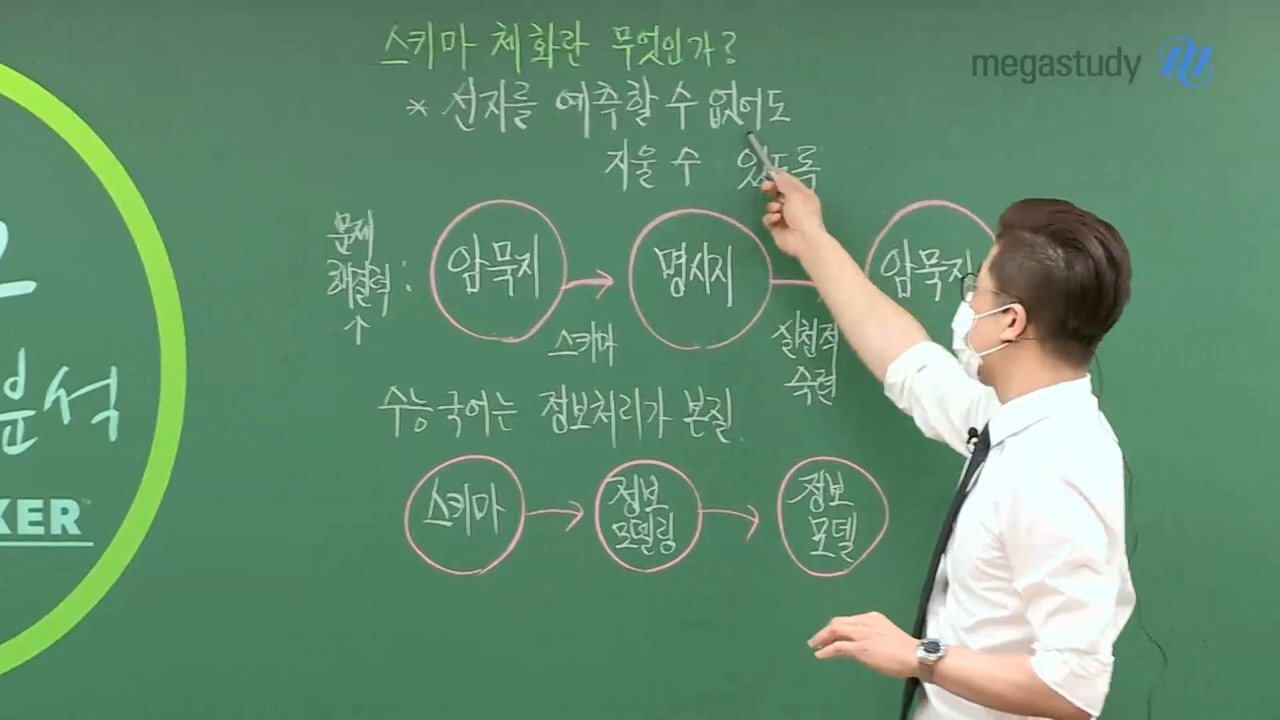 스키마 체화란 무엇인가?
megastudy
* 선지를 예측할 수 없어도
지울 수 있도록
문제
해결력 :
↑
암묵지 → 명시지 암묵지
스키마
실천적
숙련
수능국어는 정보처리가 본질.
스키마 → 정보 모델링 → 정보 모델
분석
KER